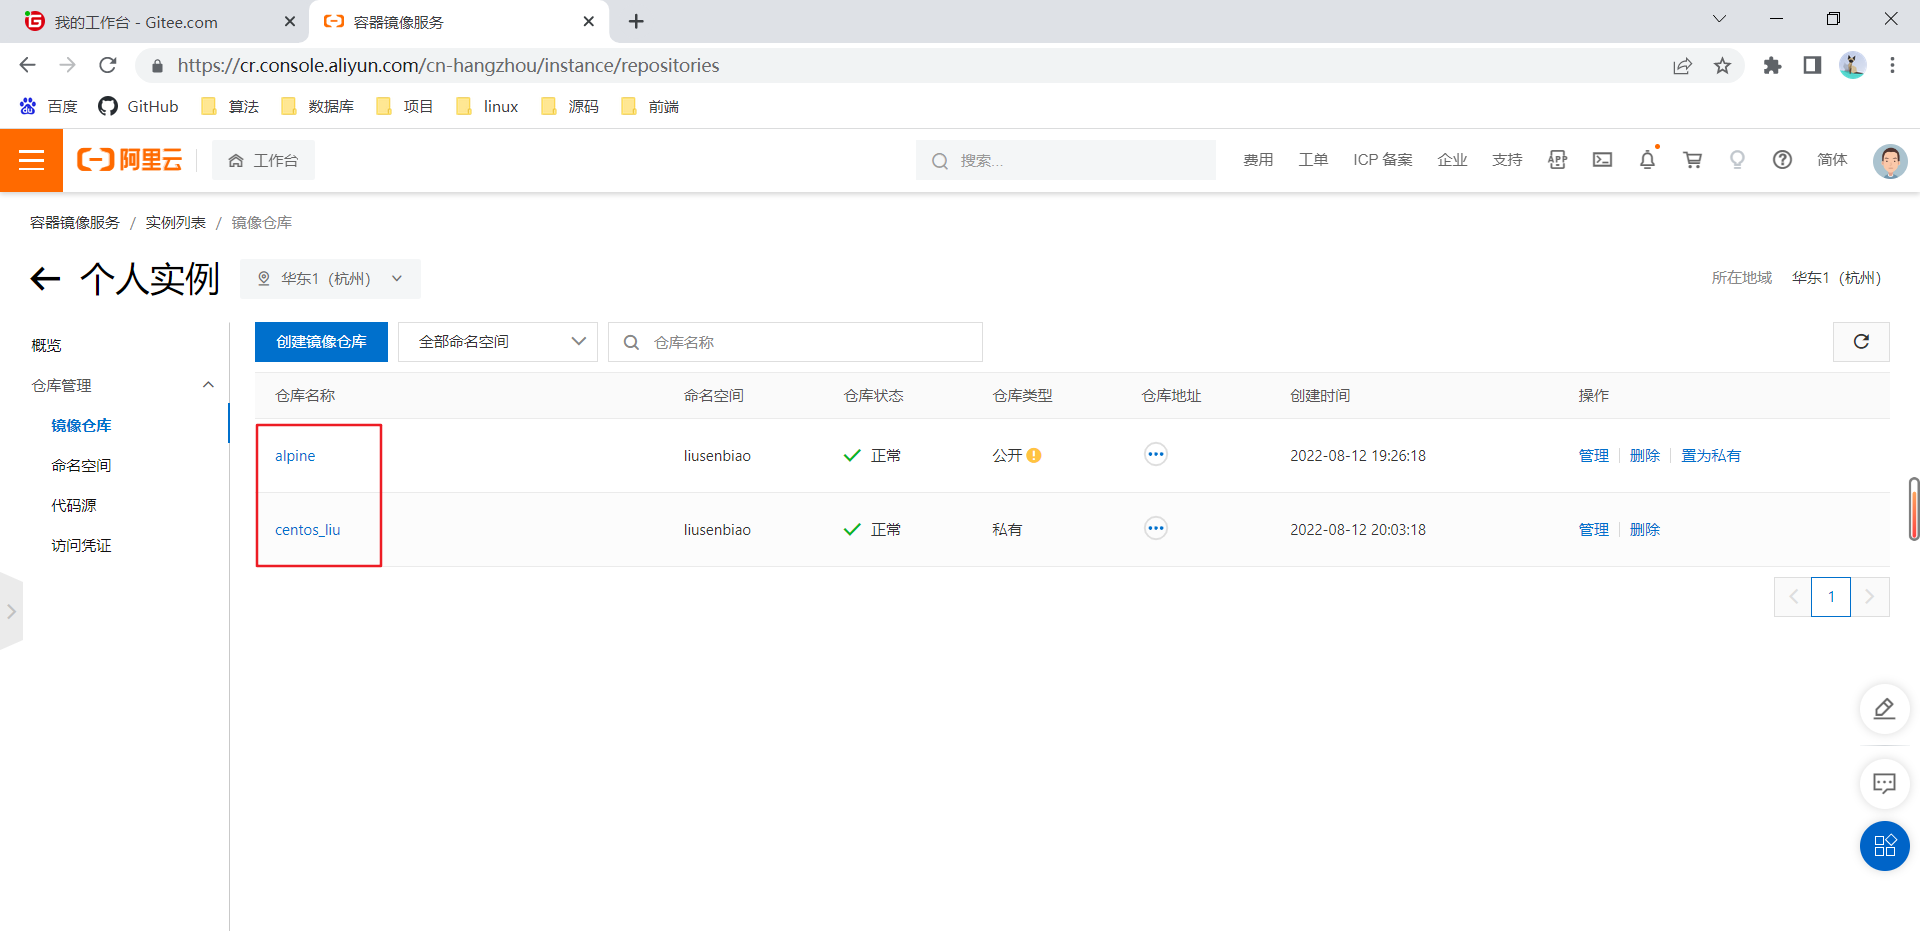 我的工作台 - Gitee.com
容器镜像服务
https://cr.console.aliyun.com/cn-hangzhou/instance/repositories
百度 GitHub 算法 数据库 项目 linux 源码 前端
阿里云 工作台 搜索... 费用 工单 ICP 备案 企业 支持 APP 简体
容器镜像服务 / 实例列表 / 镜像仓库
个人实例 华东1（杭州） 所在地域 华东1（杭州）
概览
仓库管理
镜像仓库
命名空间
代码源
访问凭证
创建镜像仓库 全部命名空间 仓库名称
仓库名称 命名空间 仓库状态 仓库类型 仓库地址 创建时间 操作
alpine liusenbiao 正常 公开 2022-08-12 19:26:18 管理 删除 置为私有
centos_liu liusenbiao 正常 私有 2022-08-12 20:03:18 管理 删除
1